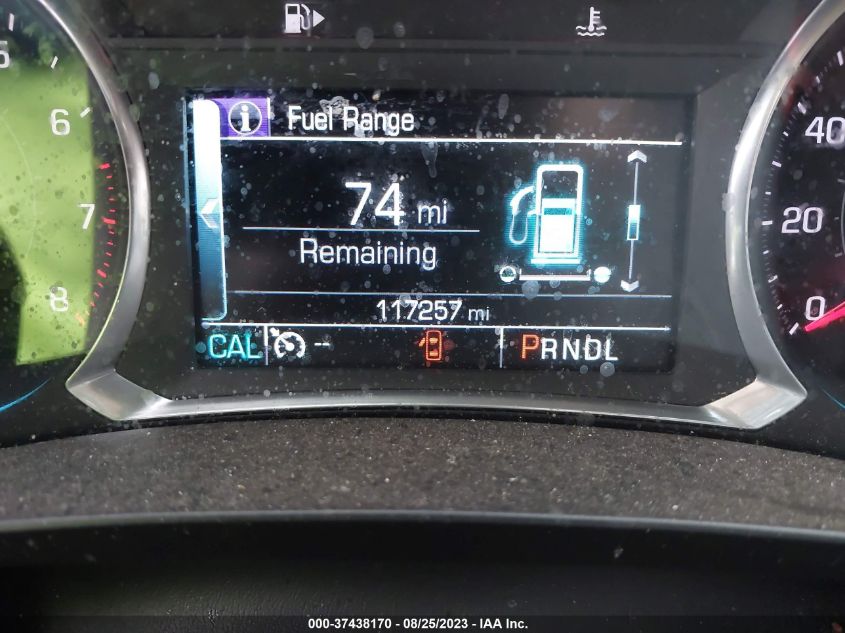 5
6
7
8
i Fuel Range
74 mi
Remaining
117257 mi
CAL -- PRNDL
40
20
0
000-37438170 - 08/25/2023 - IAA Inc.